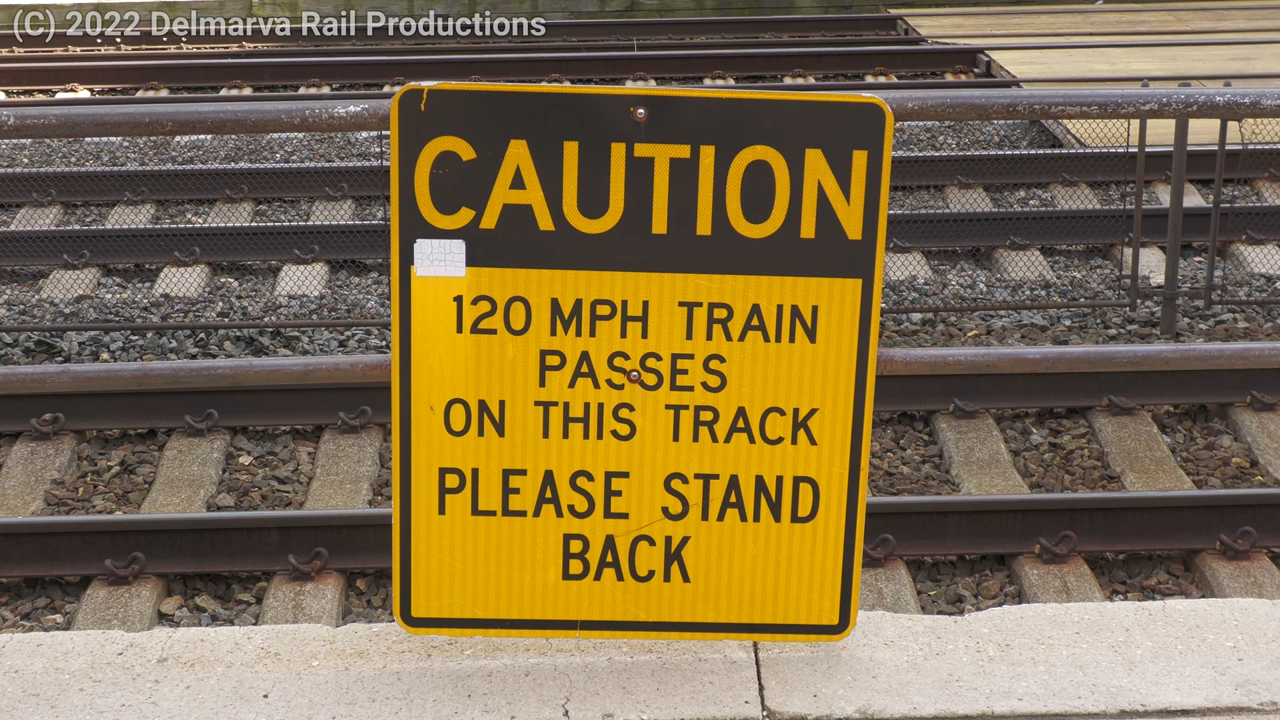 (C) 2022 Delmarva Rail Productions
CAUTION
120 MPH TRAIN
PASSES
ON THIS TRACK
PLEASE STAND
BACK